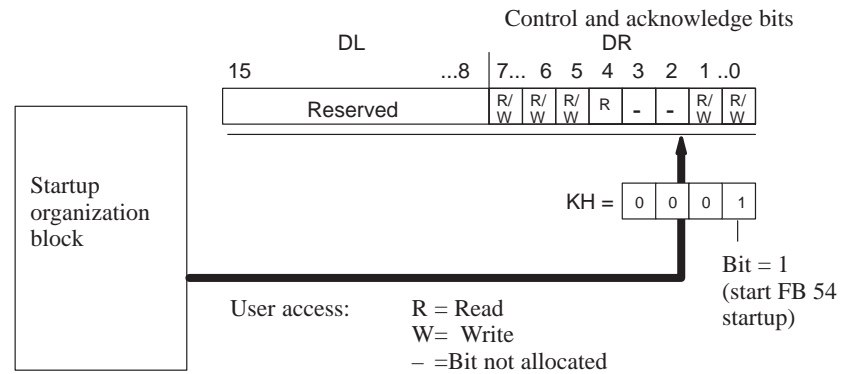 Control and acknowledge bits
DL DR
15 ...8 7... 6 5 4 3 2 1 ..0
Reserved R/W R/W R/W R - - R/W R/W
Startup
organization
block
KH = 0 0 0 1
Bit = 1
(start FB 54
startup)
User access: R = Read
W= Write
– =Bit not allocated